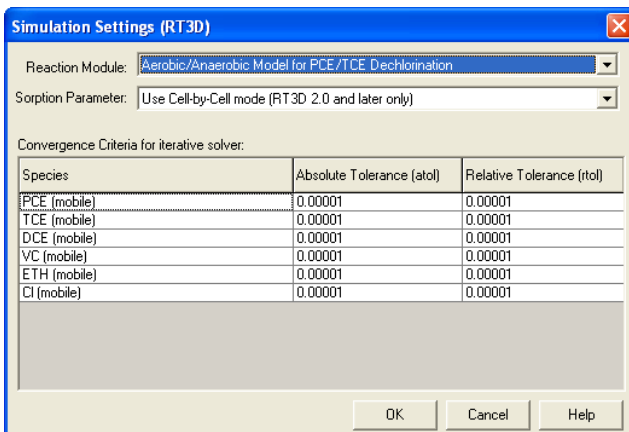 Simulation Settings (RT3D)
Reaction Module: Aerobic/Anaerobic Model for PCE/TCE Dechlorination
Sorption Parameter: Use Cell-by-Cell mode (RT3D 2.0 and later only)
Convergence Criteria for iterative solver:
Species Absolute Tolerance (atol) Relative Tolerance (rtol)
PCE (mobile) 0.00001 0.00001
TCE (mobile) 0.00001 0.00001
DCE (mobile) 0.00001 0.00001
VC (mobile) 0.00001 0.00001
ETH (mobile) 0.00001 0.00001
Cl (mobile) 0.00001 0.00001
OK Cancel Help